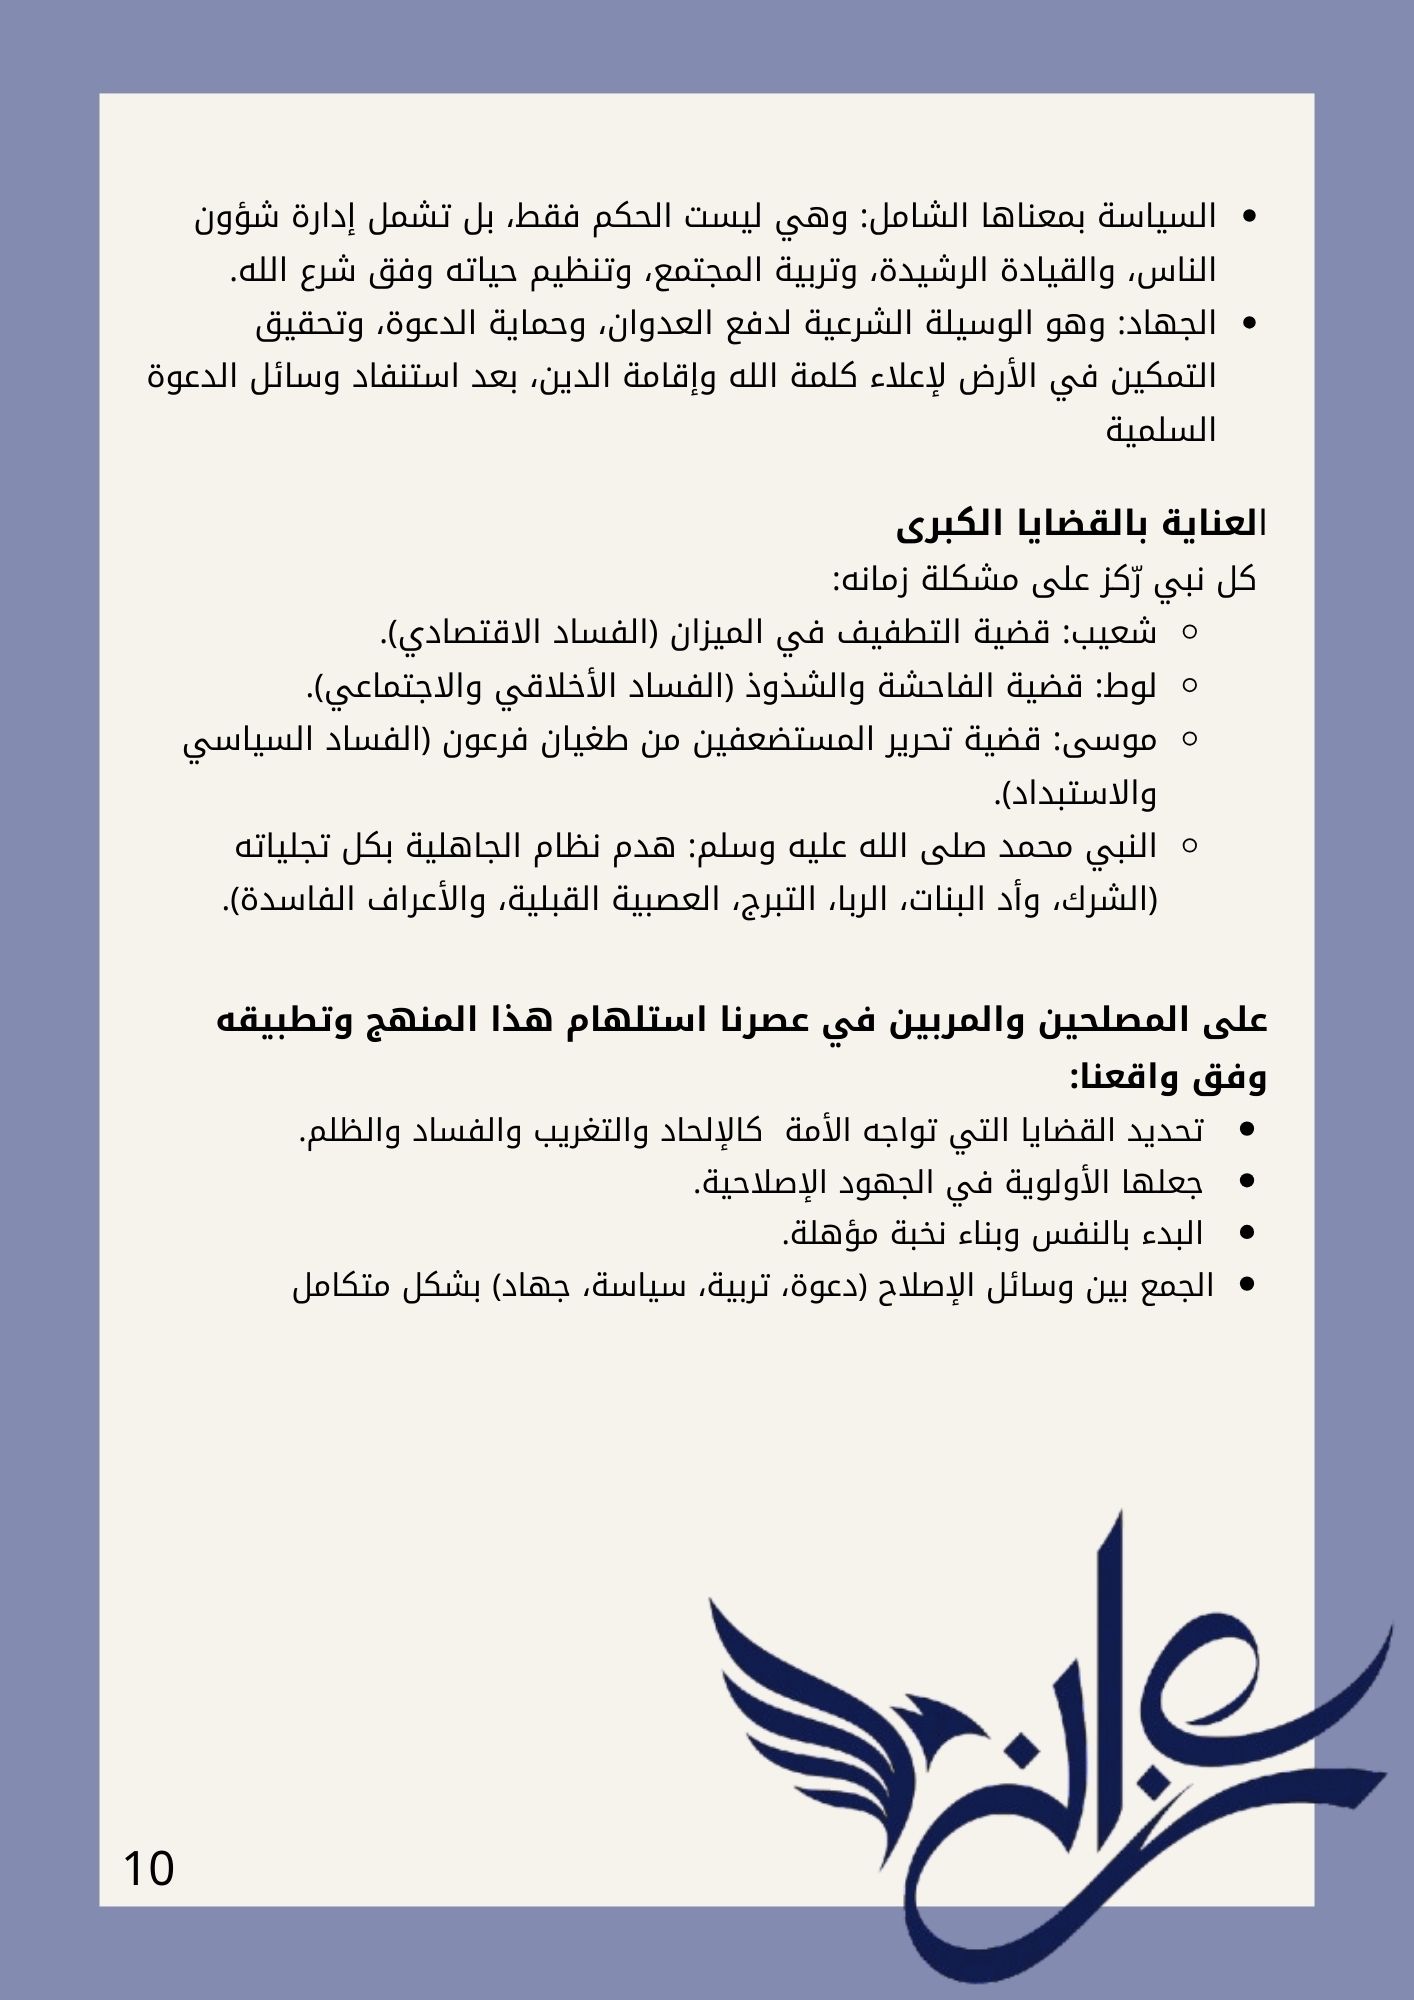 • السياسة بمعناها الشامل: وهي ليست الحكم فقط، بل تشمل إدارة شؤون
الناس، والقيادة الرشيدة، وتربية المجتمع، وتنظيم حياته وفق شرع الله.
• الجهاد: وهو الوسيلة الشرعية لدفع العدوان، وحماية الدعوة، وتحقيق
التمكين في الأرض لإعلاء كلمة الله وإقامة الدين، بعد استنفاد وسائل الدعوة
السلمية
العناية بالقضايا الكبرى
كل نبي رّكز على مشكلة زمانه:
○ شعيب: قضية التطفيف في الميزان (الفساد الاقتصادي).
○ لوط: قضية الفاحشة والشذوذ (الفساد الأخلاقي والاجتماعي).
○ موسى: قضية تحرير المستضعفين من طغيان فرعون (الفساد السياسي
والاستبداد).
○ النبي محمد صلى الله عليه وسلم: هدم نظام الجاهلية بكل تجلياته
(الشرك، وأد البنات، الربا، التبرج، العصبية القبلية، والأعراف الفاسدة).
على المصلحين والمربين في عصرنا استلهام هذا المنهج وتطبيقه
وفق واقعنا:
• تحديد القضايا التي تواجه الأمة  كالإلحاد والتغريب والفساد والظلم.
• جعلها الأولوية في الجهود الإصلاحية.
• البدء بالنفس وبناء نخبة مؤهلة.
• الجمع بين وسائل الإصلاح (دعوة، تربية، سياسة، جهاد) بشكل متكامل
10